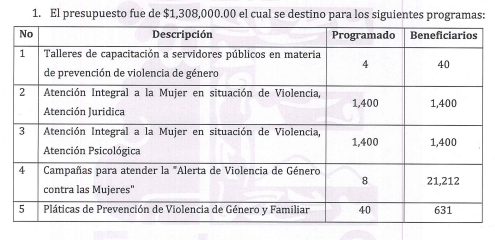 1. El presupuesto fue de $1,308,000.00 el cual se destino para los siguientes programas:
No Descripción Programado Beneficiarios
1 Talleres de capacitación a servidores públicos en materia
de prevención de violencia de género 4 40
2 Atención Integral a la Mujer en situación de Violencia,
Atención Juridica 1,400 1,400
3 Atención Integral a la Mujer en situación de Violencia,
Atención Psicológica 1,400 1,400
4 Campañas para atender la "Alerta de Violencia de Género
contra las Mujeres" 8 21,212
5 Pláticas de Prevención de Violencia de Género y Familiar 40 631